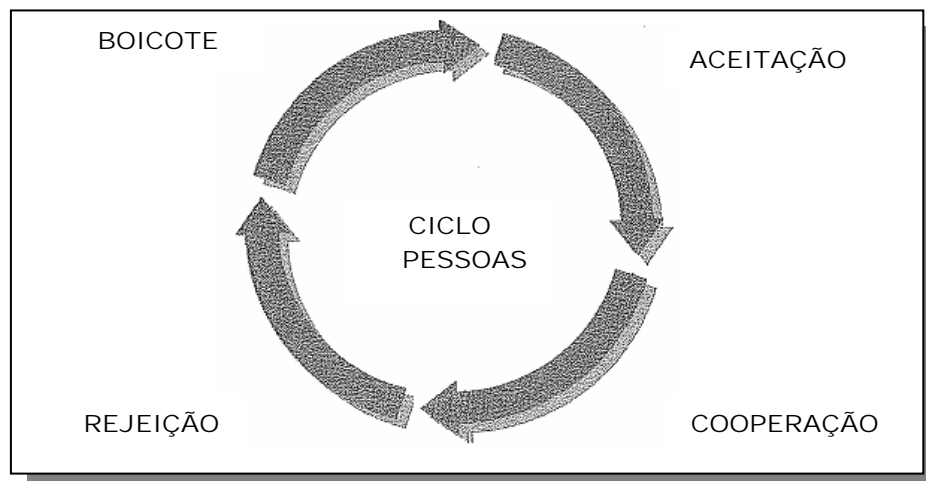 BOICOTE
ACEITAÇÃO
CICLO
PESSOAS
REJEIÇÃO
COOPERAÇÃO